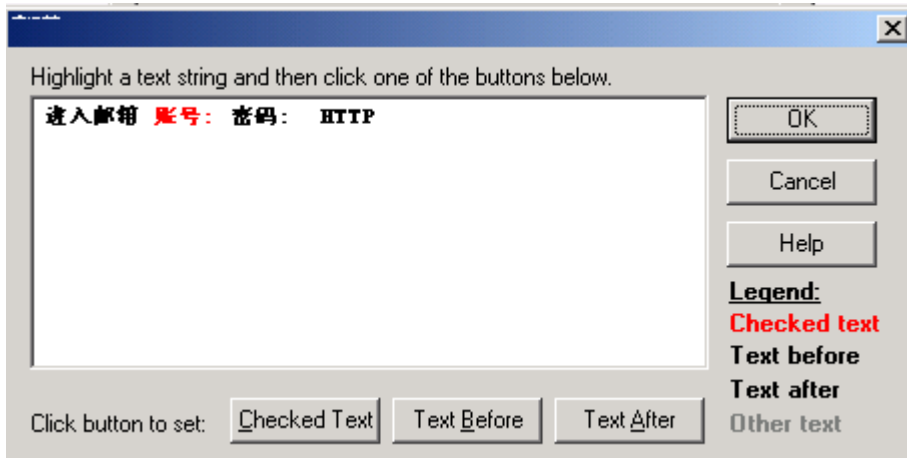 Highlight a text string and then click one of the buttons below.
进入邮箱 账号: 密码: HTTP
OK
Cancel
Help
Legend:
Checked text
Text before
Text after
Other text
Click button to set: Checked Text Text Before Text After